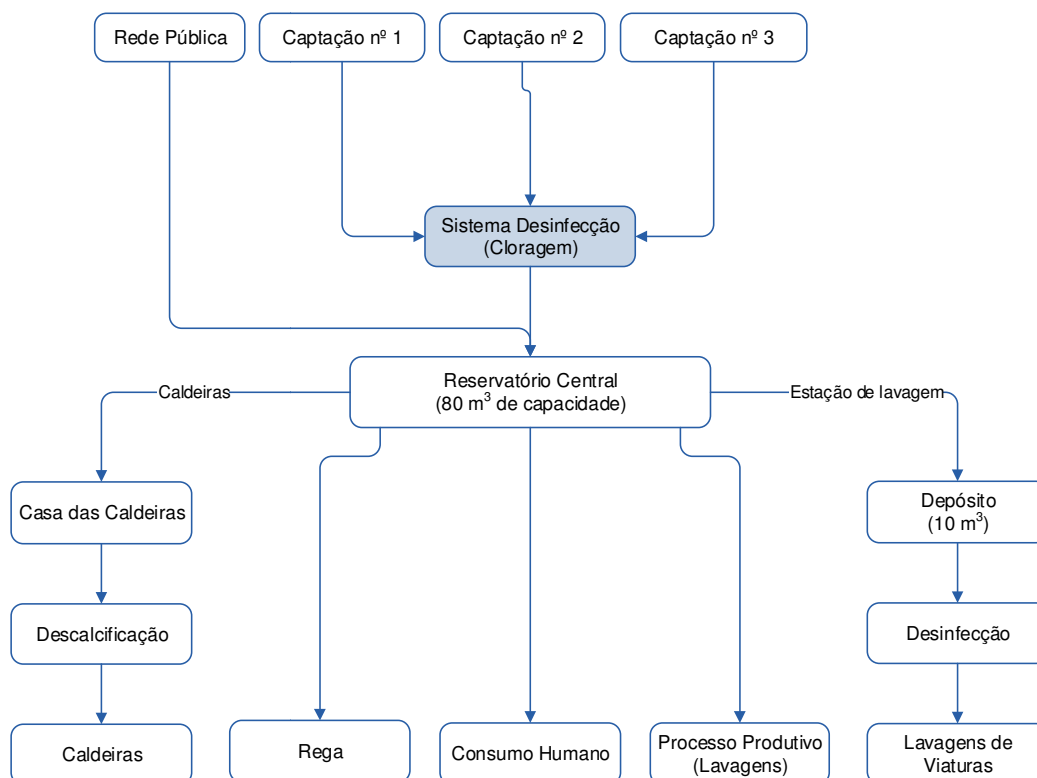 Rede Pública
Captação nº 1
Captação nº 2
Captação nº 3
Sistema Desinfecção
(Cloragem)
Reservatório Central
(80 m³ de capacidade)
Caldeiras
Estação de lavagem
Casa das Caldeiras
Depósito
(10 m³)
Descalcificação
Desinfecção
Caldeiras
Rega
Consumo Humano
Processo Produtivo
(Lavagens)
Lavagens de
Viaturas